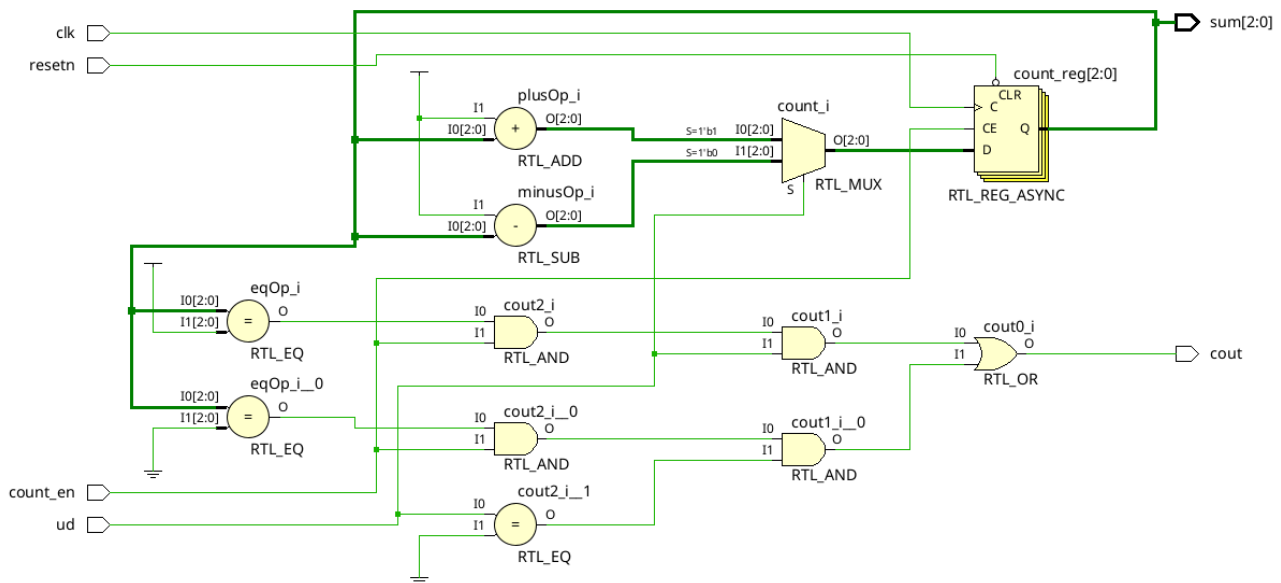 clk
resetn
sum[2:0]
count_reg[2:0]
CLR
C
CE
Q
D
RTL_REG_ASYNC
plusOp_i
I1
I0[2:0]
+
O[2:0]
RTL_ADD
count_i
S=1'b1
I0[2:0]
S=1'b0
I1[2:0]
O[2:0]
S
RTL_MUX
minusOp_i
I1
I0[2:0]
-
O[2:0]
RTL_SUB
eqOp_i
I0[2:0]
I1[2:0]
=
O
RTL_EQ
cout2_i
I0
I1
O
RTL_AND
cout1_i
I0
I1
O
RTL_AND
cout0_i
I0
I1
O
RTL_OR
cout
eqOp_i__0
I0[2:0]
I1[2:0]
=
O
RTL_EQ
cout2_i__0
I0
I1
O
RTL_AND
cout1_i__0
I0
I1
O
RTL_AND
count_en
ud
cout2_i__1
I0
I1
=
O
RTL_EQ